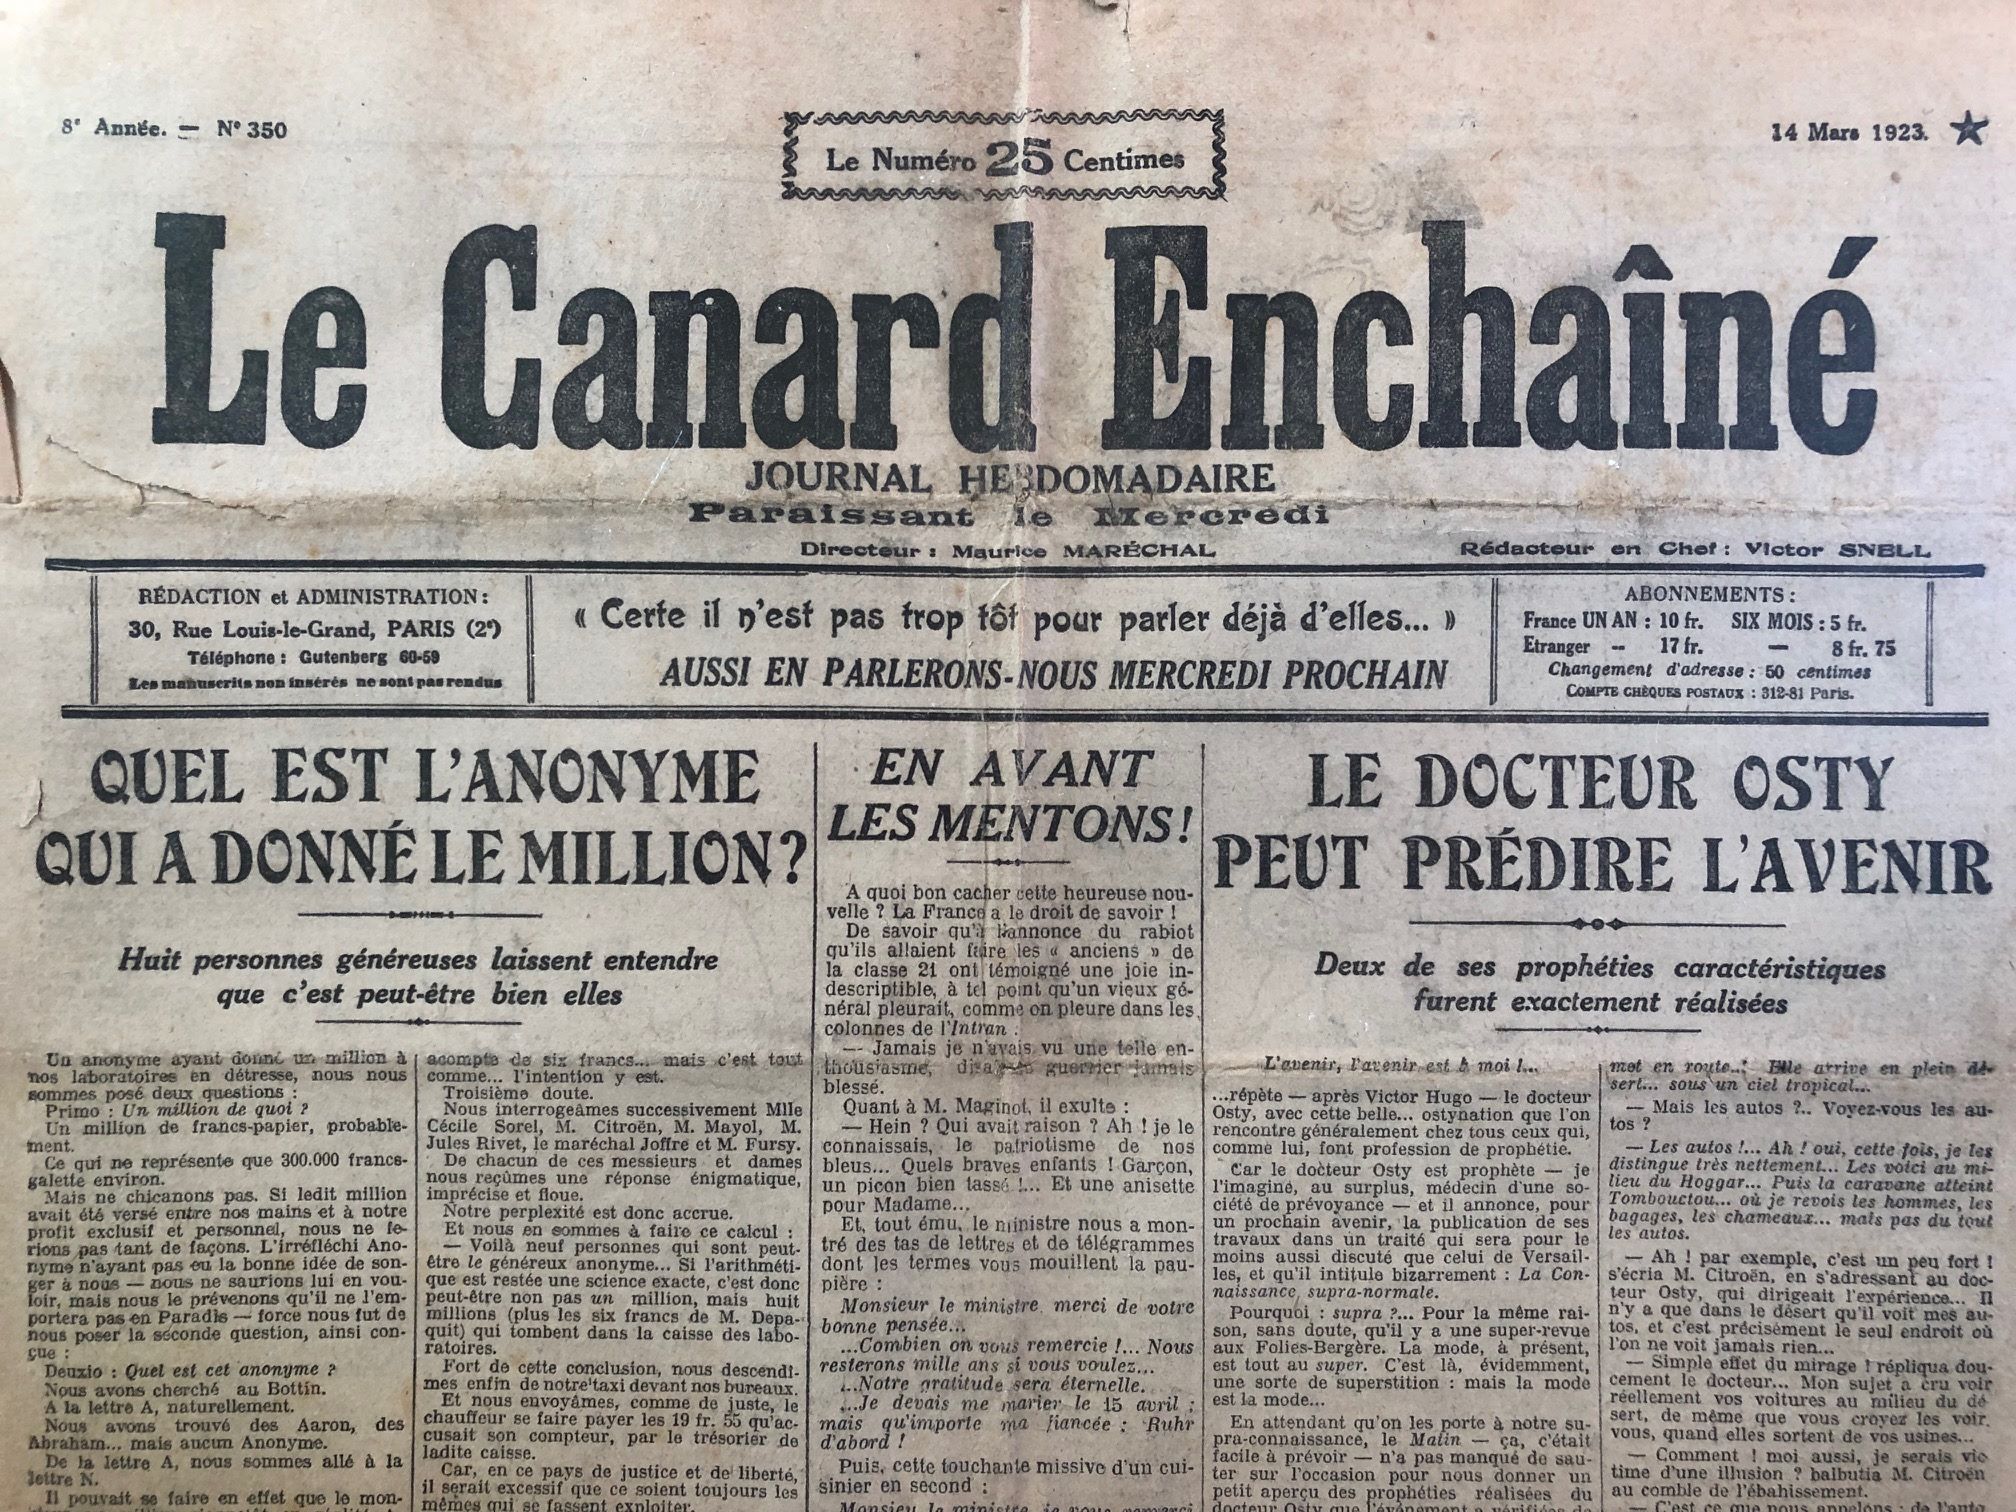 8e Année. — N° 350
Le Numéro 25 Centimes
14 Mars 1923.
Le Canard Enchaîné
JOURNAL HEBDOMADAIRE
Paraissant le Mercredi
Directeur : Maurice MARÉCHAL
Rédacteur en Chef : Victor SNELL
RÉDACTION et ADMINISTRATION :
30, Rue Louis-le-Grand, PARIS (2e)
Téléphone : Gutenberg 60-59
Les manuscrits non insérés ne sont pas rendus
« Certe il n'est pas trop tôt pour parler déjà d'elles... »
AUSSI EN PARLERONS-NOUS MERCREDI PROCHAIN
ABONNEMENTS :
France UN AN : 10 fr. SIX MOIS : 5 fr.
Etranger -- 17 fr. — 8 fr. 75
Changement d'adresse : 50 centimes
COMPTE CHÈQUES POSTAUX : 312-81 Paris.
QUEL EST L'ANONYME
QUI A DONNÉ LE MILLION ?
Huit personnes généreuses laissent entendre
que c'est peut-être bien elles
Un anonyme ayant donné un million à
nos laboratoires en détresse, nous nous
sommes posé deux questions :
Primo : Un million de quoi ?
Un million de francs-papier, probable-
ment.
Ce qui ne représente que 300.000 francs-
galette environ.
Mais ne chicanons pas. Si ledit million
avait été versé entre nos mains et à notre
profit exclusif et personnel, nous ne fe-
rions pas tant de façons. L'irréfléchi Ano-
nyme n'ayant pas eu la bonne idée de son-
ger à nous — nous ne saurions lui en vou-
loir, mais nous le prévenons qu'il ne l'em-
portera pas en Paradis — force nous fut de
nous poser la seconde question, ainsi con-
çue :
Deuxio : Quel est cet anonyme ?
Nous avons cherché au Bottin.
A la lettre A, naturellement.
Nous avons trouvé des Aaron, des
Abraham... mais aucun Anonyme.
De la lettre A, nous sommes allé à la
lettre N.
Il pouvait se faire en effet que le mon-
acompte de six francs... mais c'est tout
comme... l'intention y est.
Troisième doute.
Nous interrogeâmes successivement Mlle
Cécile Sorel, M. Citroën, M. Mayol, M.
Jules Rivet, le maréchal Joffre et M. Fursy.
De chacun de ces messieurs et dames
nous reçûmes une réponse énigmatique,
imprécise et floue.
Notre perplexité est donc accrue.
Et nous en sommes à faire ce calcul :
— Voilà neuf personnes qui sont peut-
être le généreux anonyme... Si l'arithméti-
que est restée une science exacte, c'est donc
peut-être non pas un million, mais huit
millions (plus les six francs de M. Depa-
quit) qui tombent dans la caisse des labo-
ratoires.
Fort de cette conclusion, nous descendî-
mes enfin de notre taxi devant nos bureaux.
Et nous envoyâmes, comme de juste, le
chauffeur se faire payer les 19 fr. 55 qu'ac-
cusait son compteur, par le trésorier de
ladite caisse.
Car, en ce pays de justice et de liberté,
il serait excessif que ce soient toujours les
mêmes qui se fassent exploiter.
EN AVANT
LES MENTONS !
A quoi bon cacher cette heureuse nou-
velle ? La France a le droit de savoir !
De savoir qu'à l'annonce du rabiot
qu'ils allaient faire les « anciens » de
la classe 21 ont témoigné une joie in-
descriptible, à tel point qu'un vieux gé-
néral pleurait, comme on pleure dans les
colonnes de l'Intran :
— Jamais je n'avais vu une telle en-
thousiasme, disait ce guerrier jamais
blessé.
Quant à M. Maginot, il exulte :
— Hein ? Qui avait raison ? Ah ! je le
connaissais, le patriotisme de nos
bleus... Quels braves enfants ! Garçon,
un picon bien tassé !... Et une anisette
pour Madame...
Et, tout ému, le ministre nous a mon-
tré des tas de lettres et de télégrammes
dont les termes vous mouillent la pau-
pière :
Monsieur le ministre, merci de votre
bonne pensée...
...Combien on vous remercie !... Nous
resterons mille ans si vous voulez...
...Notre gratitude sera éternelle.
...Je devais me marier le 15 avril ;
mais qu'importe ma fiancée : Ruhr
d'abord !
Puis, cette touchante missive d'un cui-
sinier en second :
Monsieur le ministre, je vous
LE DOCTEUR OSTY
PEUT PRÉDIRE L'AVENIR
Deux de ses prophéties caractéristiques
furent exactement réalisées
L'avenir, l'avenir est à moi !...
...répète — après Victor Hugo — le docteur
Osty, avec cette belle... ostynation que l'on
rencontre généralement chez tous ceux qui,
comme lui, font profession de prophétie.
Car le docteur Osty est prophète — je
l'imagine, au surplus, médecin d'une so-
ciété de prévoyance — et il annonce, pour
un prochain avenir, la publication de ses
travaux dans un traité qui sera pour le
moins aussi discuté que celui de Versail-
les, et qu'il intitule bizarrement : La Con-
naissance supra-normale.
Pourquoi : supra ?... Pour la même rai-
son, sans doute, qu'il y a une super-revue
aux Folies-Bergère. La mode, à présent,
est tout au super. C'est là, évidemment,
une sorte de superstition : mais la mode
est la mode...
En attendant qu'on les porte à notre su-
pra-connaissance, le Matin — ça, c'était
facile à prévoir — n'a pas manqué de sau-
ter sur l'occasion pour nous donner un
petit aperçu des prophéties réalisées du
docteur Osty que l'événement a vérifiées de
met en route... Elle arrive en plein dé-
sert... sous un ciel tropical...
— Mais les autos ?.. Voyez-vous les au-
tos ?
— Les autos !... Ah ! oui, cette fois, je les
distingue très nettement... Les voici au mi-
lieu du Hoggar... Puis la caravane atteint
Tombouctou... où je revois les hommes, les
bagages, les chameaux... mais pas du tout
les autos.
— Ah ! par exemple, c'est un peu fort !
s'écria M. Citroën, en s'adressant au doc-
teur Osty, qui dirigeait l'expérience... Il
n'y a que dans le désert qu'il voit mes au-
tos, et c'est précisément le seul endroit où
l'on ne voit jamais rien...
— Simple effet du mirage ! répliqua dou-
cement le docteur... Mon sujet a cru voir
réellement vos voitures au milieu du dé
sert, de même que vous croyez les voir,
vous, quand elles sortent de vos usines...
— Comment ! moi aussi, je serais vic
time d'une illusion ? balbutia M. Citroën
au comble de l'ébahissement.
— C'est ce que nous appelons, de l'auto